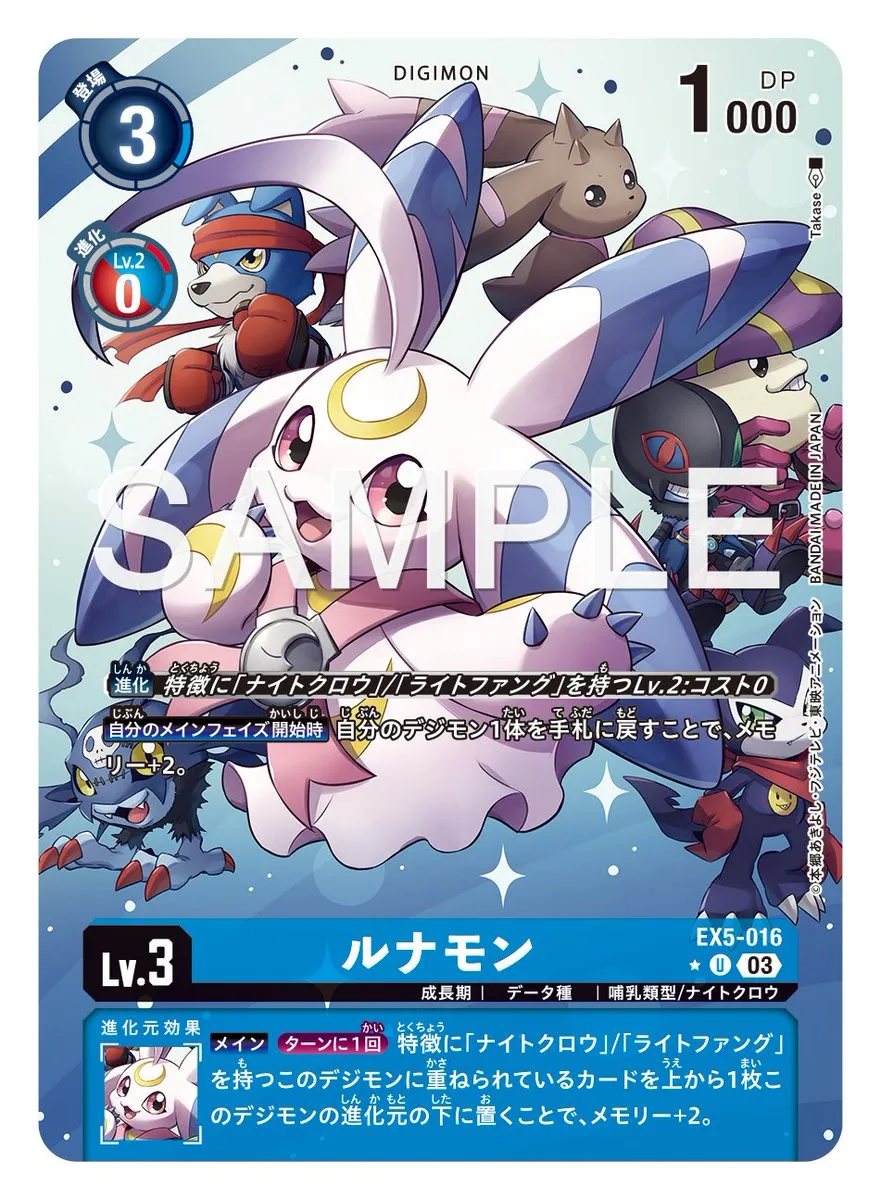 DIGIMON
登場
3
1000
DP
進化
Lv.2
0
Takase
SAMPLE
進化 特徴に「ナイトクロウ」/「ライトファング」を持つLv.2:コスト0
自分のメインフェイズ開始時 自分のデジモン1体を手札に戻すことで、メモ
リー+2。
©本郷あきよし・フジテレビ・東映アニメーション BANDAI MADE IN JAPAN
Lv.3
ルナモン
EX5-016
U 03
成長期 | データ種 | 哺乳類型/ナイトクロウ
進化元効果
メイン ターンに1回 特徴に「ナイトクロウ」/「ライトファング」
を持つこのデジモンに重ねられているカードを上から1枚こ
のデジモンの進化元の下に置くことで、メモリー+2。